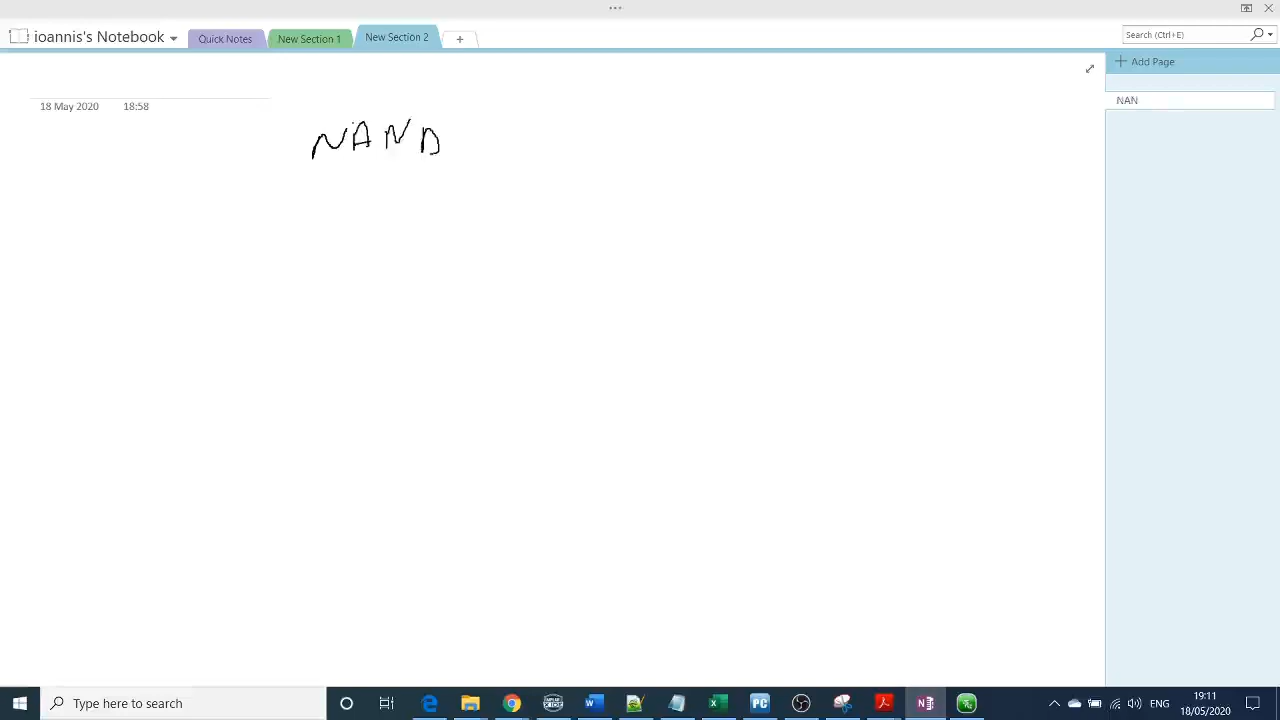 ioannis's Notebook
Quick Notes
New Section 1
New Section 2
+
Search (Ctrl+E)
Add Page
NAN
18 May 2020 18:58
NAND
Type here to search
ENG
19:11
18/05/2020